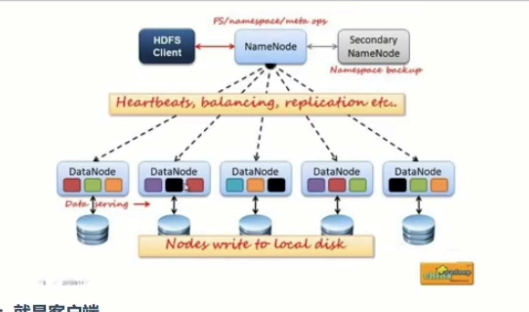 FS/namespace/meta ops
HDFS
Client
NameNode
Secondary
NameNode
Namespace backup
Heartbeats, balancing, replication etc.
DataNode
DataNode
DataNode
DataNode
DataNode
Data serving
Nodes write to local disk
：就是客户端